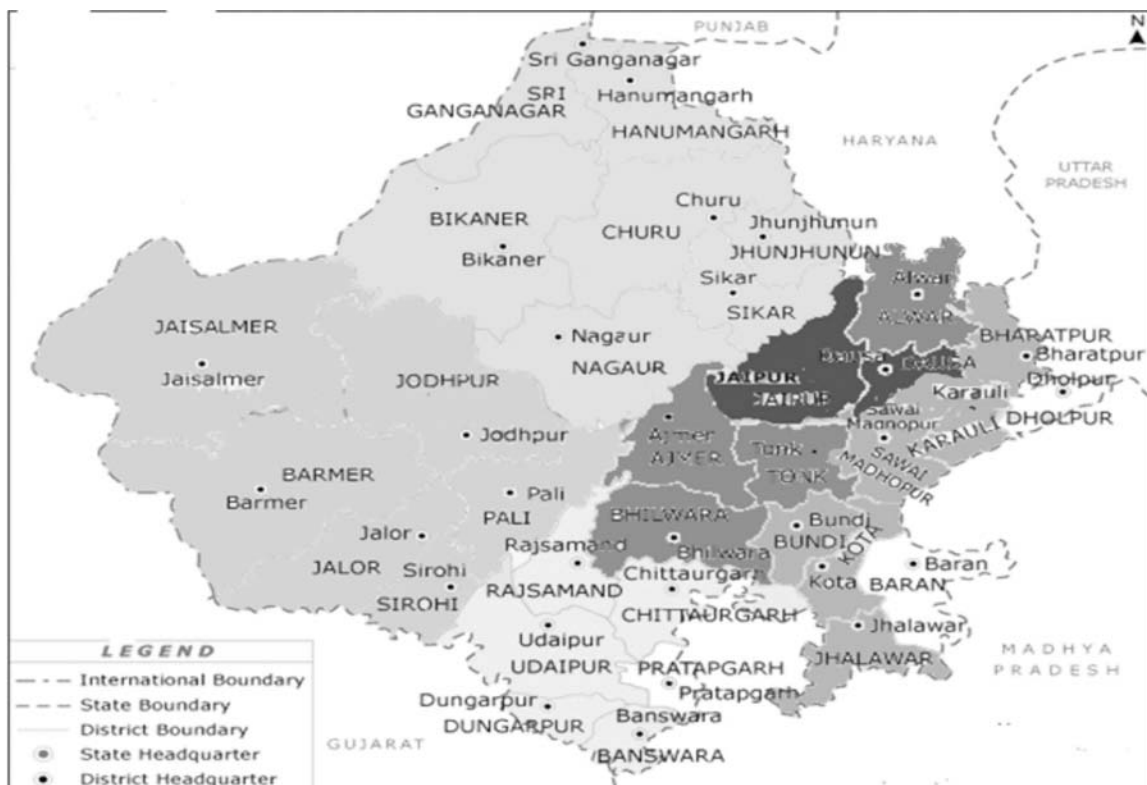 PUNJAB
N
Sri Ganganagar
SRI
GANGANAGAR
Hanumangarh
HANUMANGARH
HARYANA
UTTAR
PRADESH
BIKANER
Bikaner
Churu
CHURU
Jhunjhunun
JHUNJHUNUN
Sikar
SIKAR
Alwar
ALWAR
JAISALMER
Jaisalmer
JODHPUR
Jodhpur
Nagaur
NAGAUR
JAIPUR
BHARATPUR
Bharatpur
Dholpur
DHOLPUR
Karauli
KARAULI
Sawai
SAWAI
MADHOPUR
Ajmer
AJMER
Tonk
TONK
BARMER
Barmer
Pali
PALI
Jalor
JALOR
Sirohi
SIROHI
BHILWARA
Bhilwara
Bundi
BUNDI
KOTA
Kota
Baran
BARAN
Rajsamand
RAJSAMAND
Chittaurgarh
CHITTAURGARH
Jhalawar
JHALAWAR
Udaipur
UDAIPUR
PRATAPGARH
Pratapgarh
Dungarpur
DUNGARPUR
Banswara
BANSWARA
GUJARAT
MADHYA
PRADESH
LEGEND
International Boundary
State Boundary
District Boundary
State Headquarter
District Headquarter